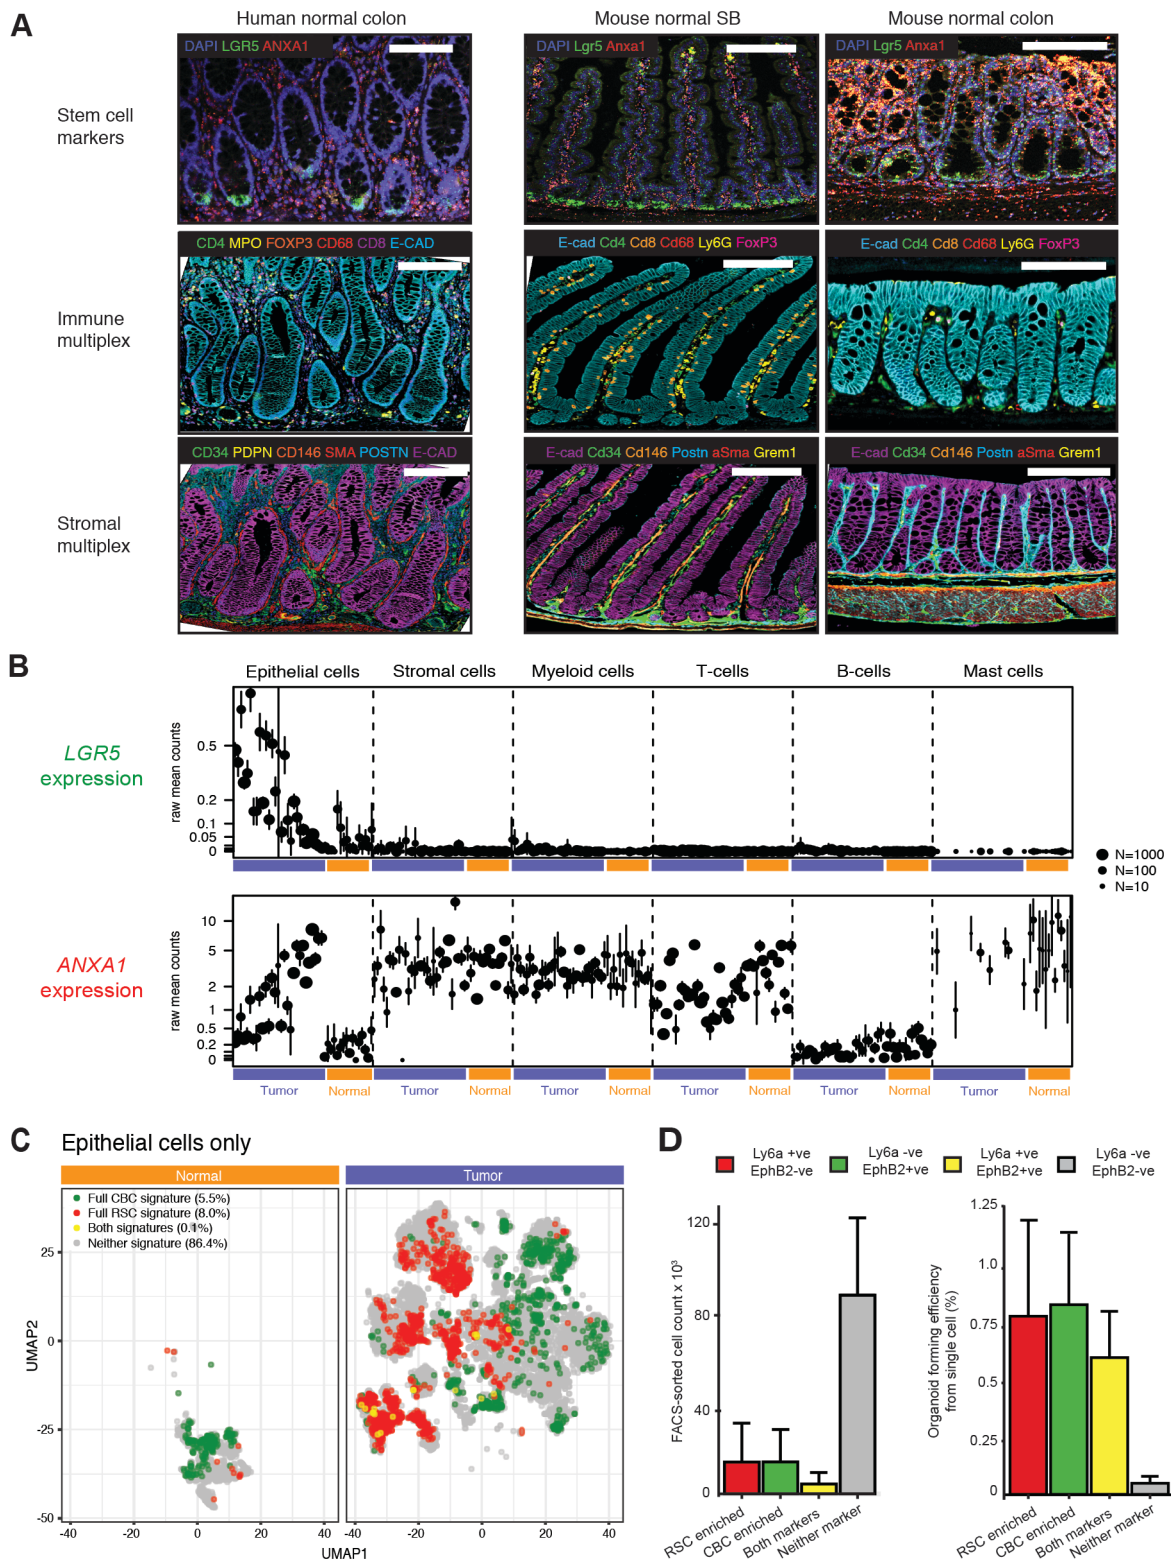 A
Human normal colon
Mouse normal SB
Mouse normal colon
Stem cell
markers
DAPI LGR5 ANXA1
DAPI Lgr5 Anxa1
DAPI Lgr5 Anxa1
Immune
multiplex
CD4 MPO FOXP3 CD68 CD8 E-CAD
E-cad Cd4 Cd8 Cd68 Ly6G FoxP3
E-cad Cd4 Cd8 Cd68 Ly6G FoxP3
Stromal
multiplex
CD34 PDPN CD146 SMA POSTN E-CAD
E-cad Cd34 Cd146 Postn aSma Grem1
E-cad Cd34 Cd146 Postn aSma Grem1
B
Epithelial cells
Stromal cells
Myeloid cells
T-cells
B-cells
Mast cells
LGR5
expression
raw mean counts
0.5
0.2
0.1
0.05
0
N=1000
N=100
N=10
ANXA1
expression
raw mean counts
10
5
2
1
0.5
0.2
0
Tumor
Normal
Tumor
Normal
Tumor
Normal
Tumor
Normal
Tumor
Normal
Tumor
Normal
C
Epithelial cells only
Normal
Tumor
Full CBC signature (5.5%)
Full RSC signature (8.0%)
Both signatures (0.1%)
Neither signature (86.4%)
UMAP2
25
0
-25
-50
-40
-20
0
20
40
-40
-20
0
20
40
UMAP1
D
Ly6a +ve
EphB2-ve
Ly6a -ve
EphB2+ve
Ly6a +ve
EphB2+ve
Ly6a -ve
EphB2-ve
FACS-sorted cell count x 10³
120
80
40
0
RSC enriched
CBC enriched
Both markers
Neither marker
Organoid forming efficiency
from single cell (%)
1.25
1.0
0.75
0.5
0.25
0
RSC enriched
CBC enriched
Both markers
Neither marker